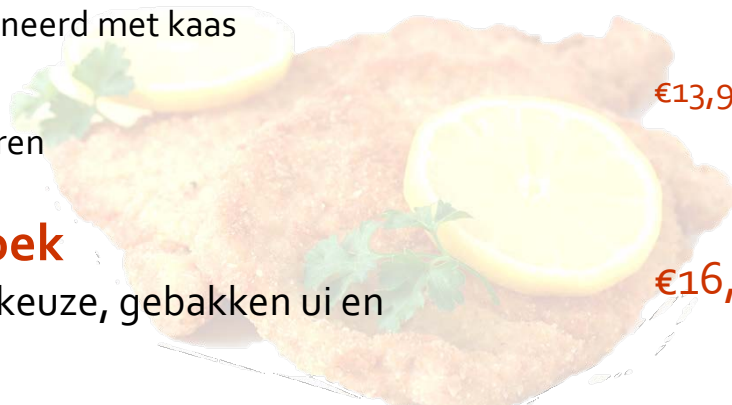 neerd met kaas
€13,9
ren
oek
€16,
keuze, gebakken ui en